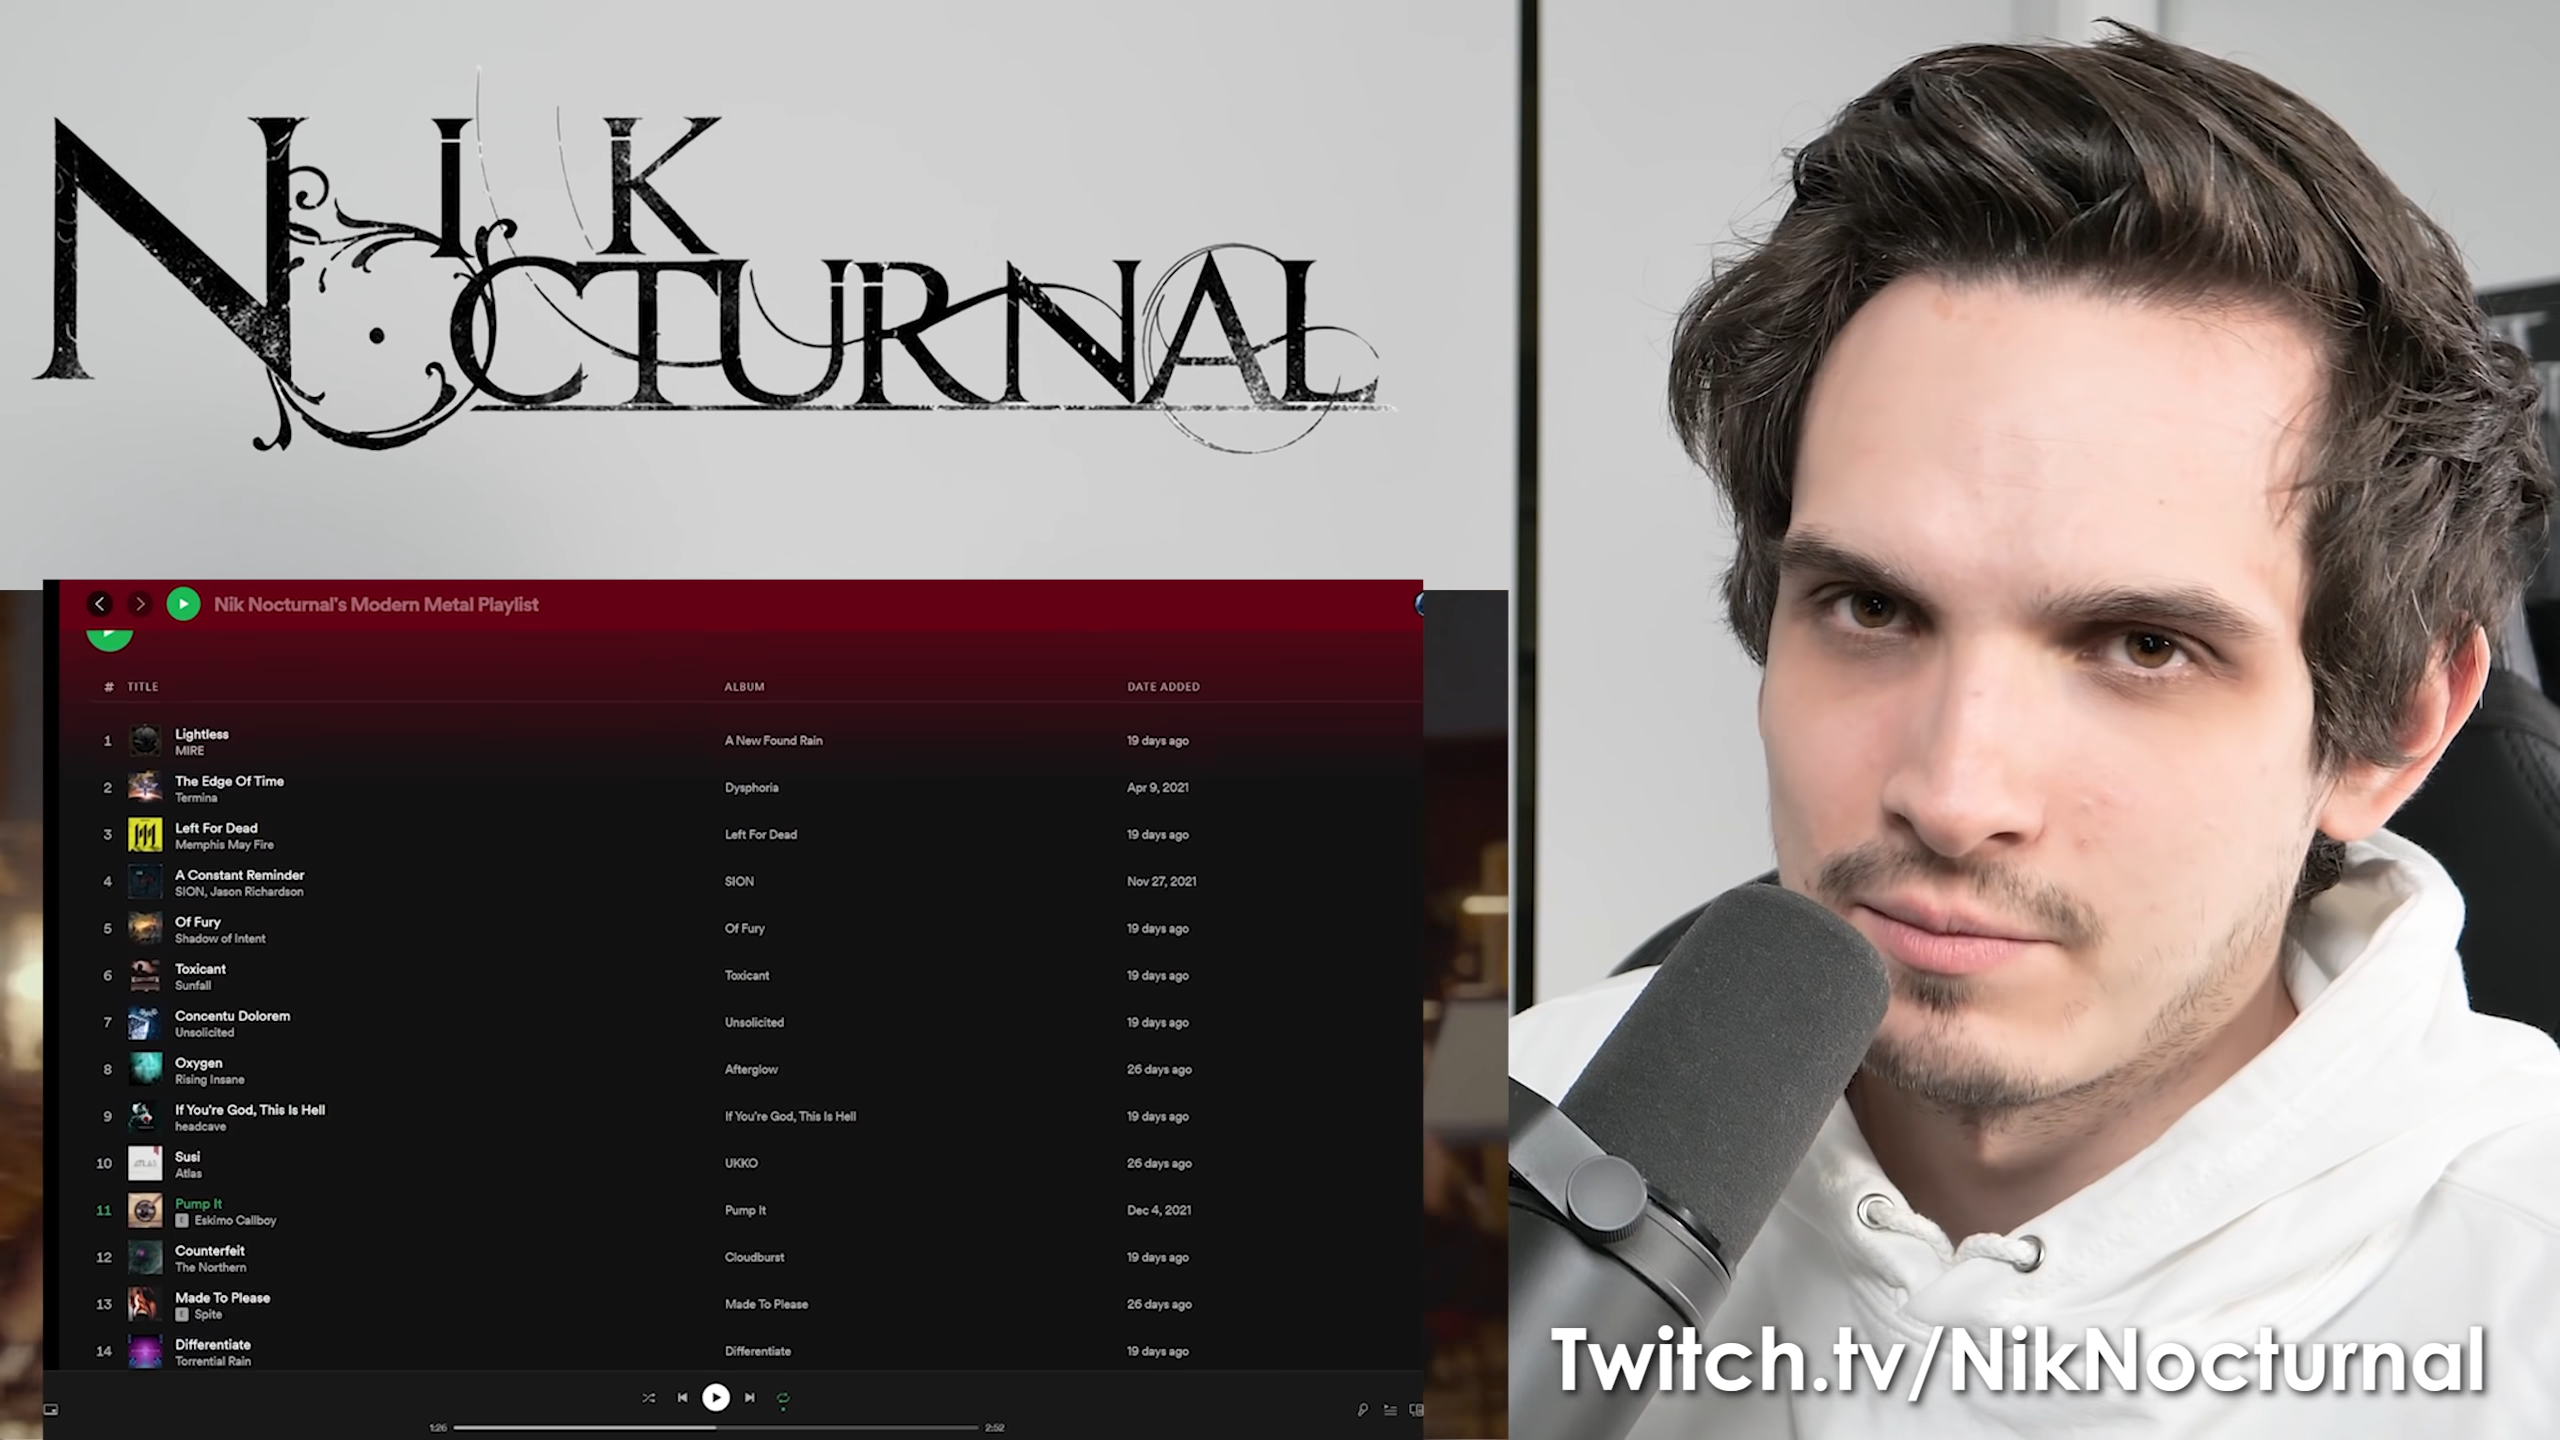 NIK
NOCTURNAL
Nik Nocturnal's Modern Metal Playlist
# TITLE ALBUM DATE ADDED
1 Lightless A New Found Rain 19 days ago
MIRE
2 The Edge Of Time Dysphoria Apr 9, 2021
Termina
3 Left For Dead Left For Dead 19 days ago
Memphis May Fire
4 A Constant Reminder SION Nov 27, 2021
SION, Jason Richardson
5 Of Fury Of Fury 19 days ago
Shadow of Intent
6 Toxicant Toxicant 19 days ago
Sunfall
7 Concentu Dolorem Unsolicited 19 days ago
Unsolicited
8 Oxygen Afterglow 26 days ago
Rising Insane
9 If You're God, This Is Hell If You're God, This Is Hell 19 days ago
headcave
10 Susi UKKO 26 days ago
Atlas
11 Pump It Pump It Dec 4, 2021
E Eskimo Callboy
12 Counterfeit Cloudburst 19 days ago
The Northern
13 Made To Please Made To Please 26 days ago
E Spite
14 Differentiate Differentiate 19 days ago
Torrential Rain
1:26 2:52
Twitch.tv/NikNocturnal